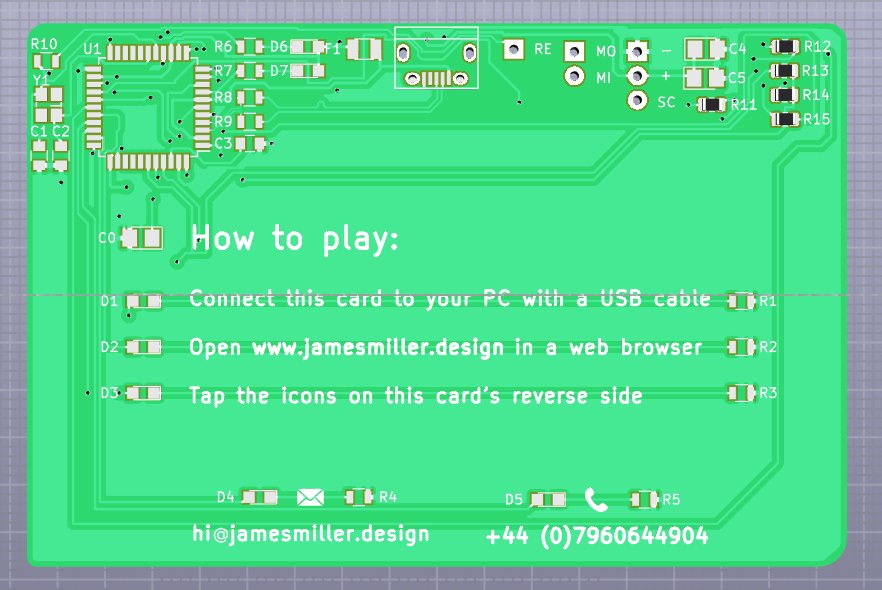 R10
U1
R6 D6 F1
RE
MO -
C4
R12
Y1
R7 D7
MI +
C5
R13
R8
SC
R11
R14
R9
R15
C1 C2
C3
C0
How to play:
D1 Connect this card to your PC with a USB cable R1
D2 Open www.jamesmiller.design in a web browser R2
D3 Tap the icons on this card's reverse side R3
D4 R4
D5 R5
hi@jamesmiller.design
+44 (0)7960644904